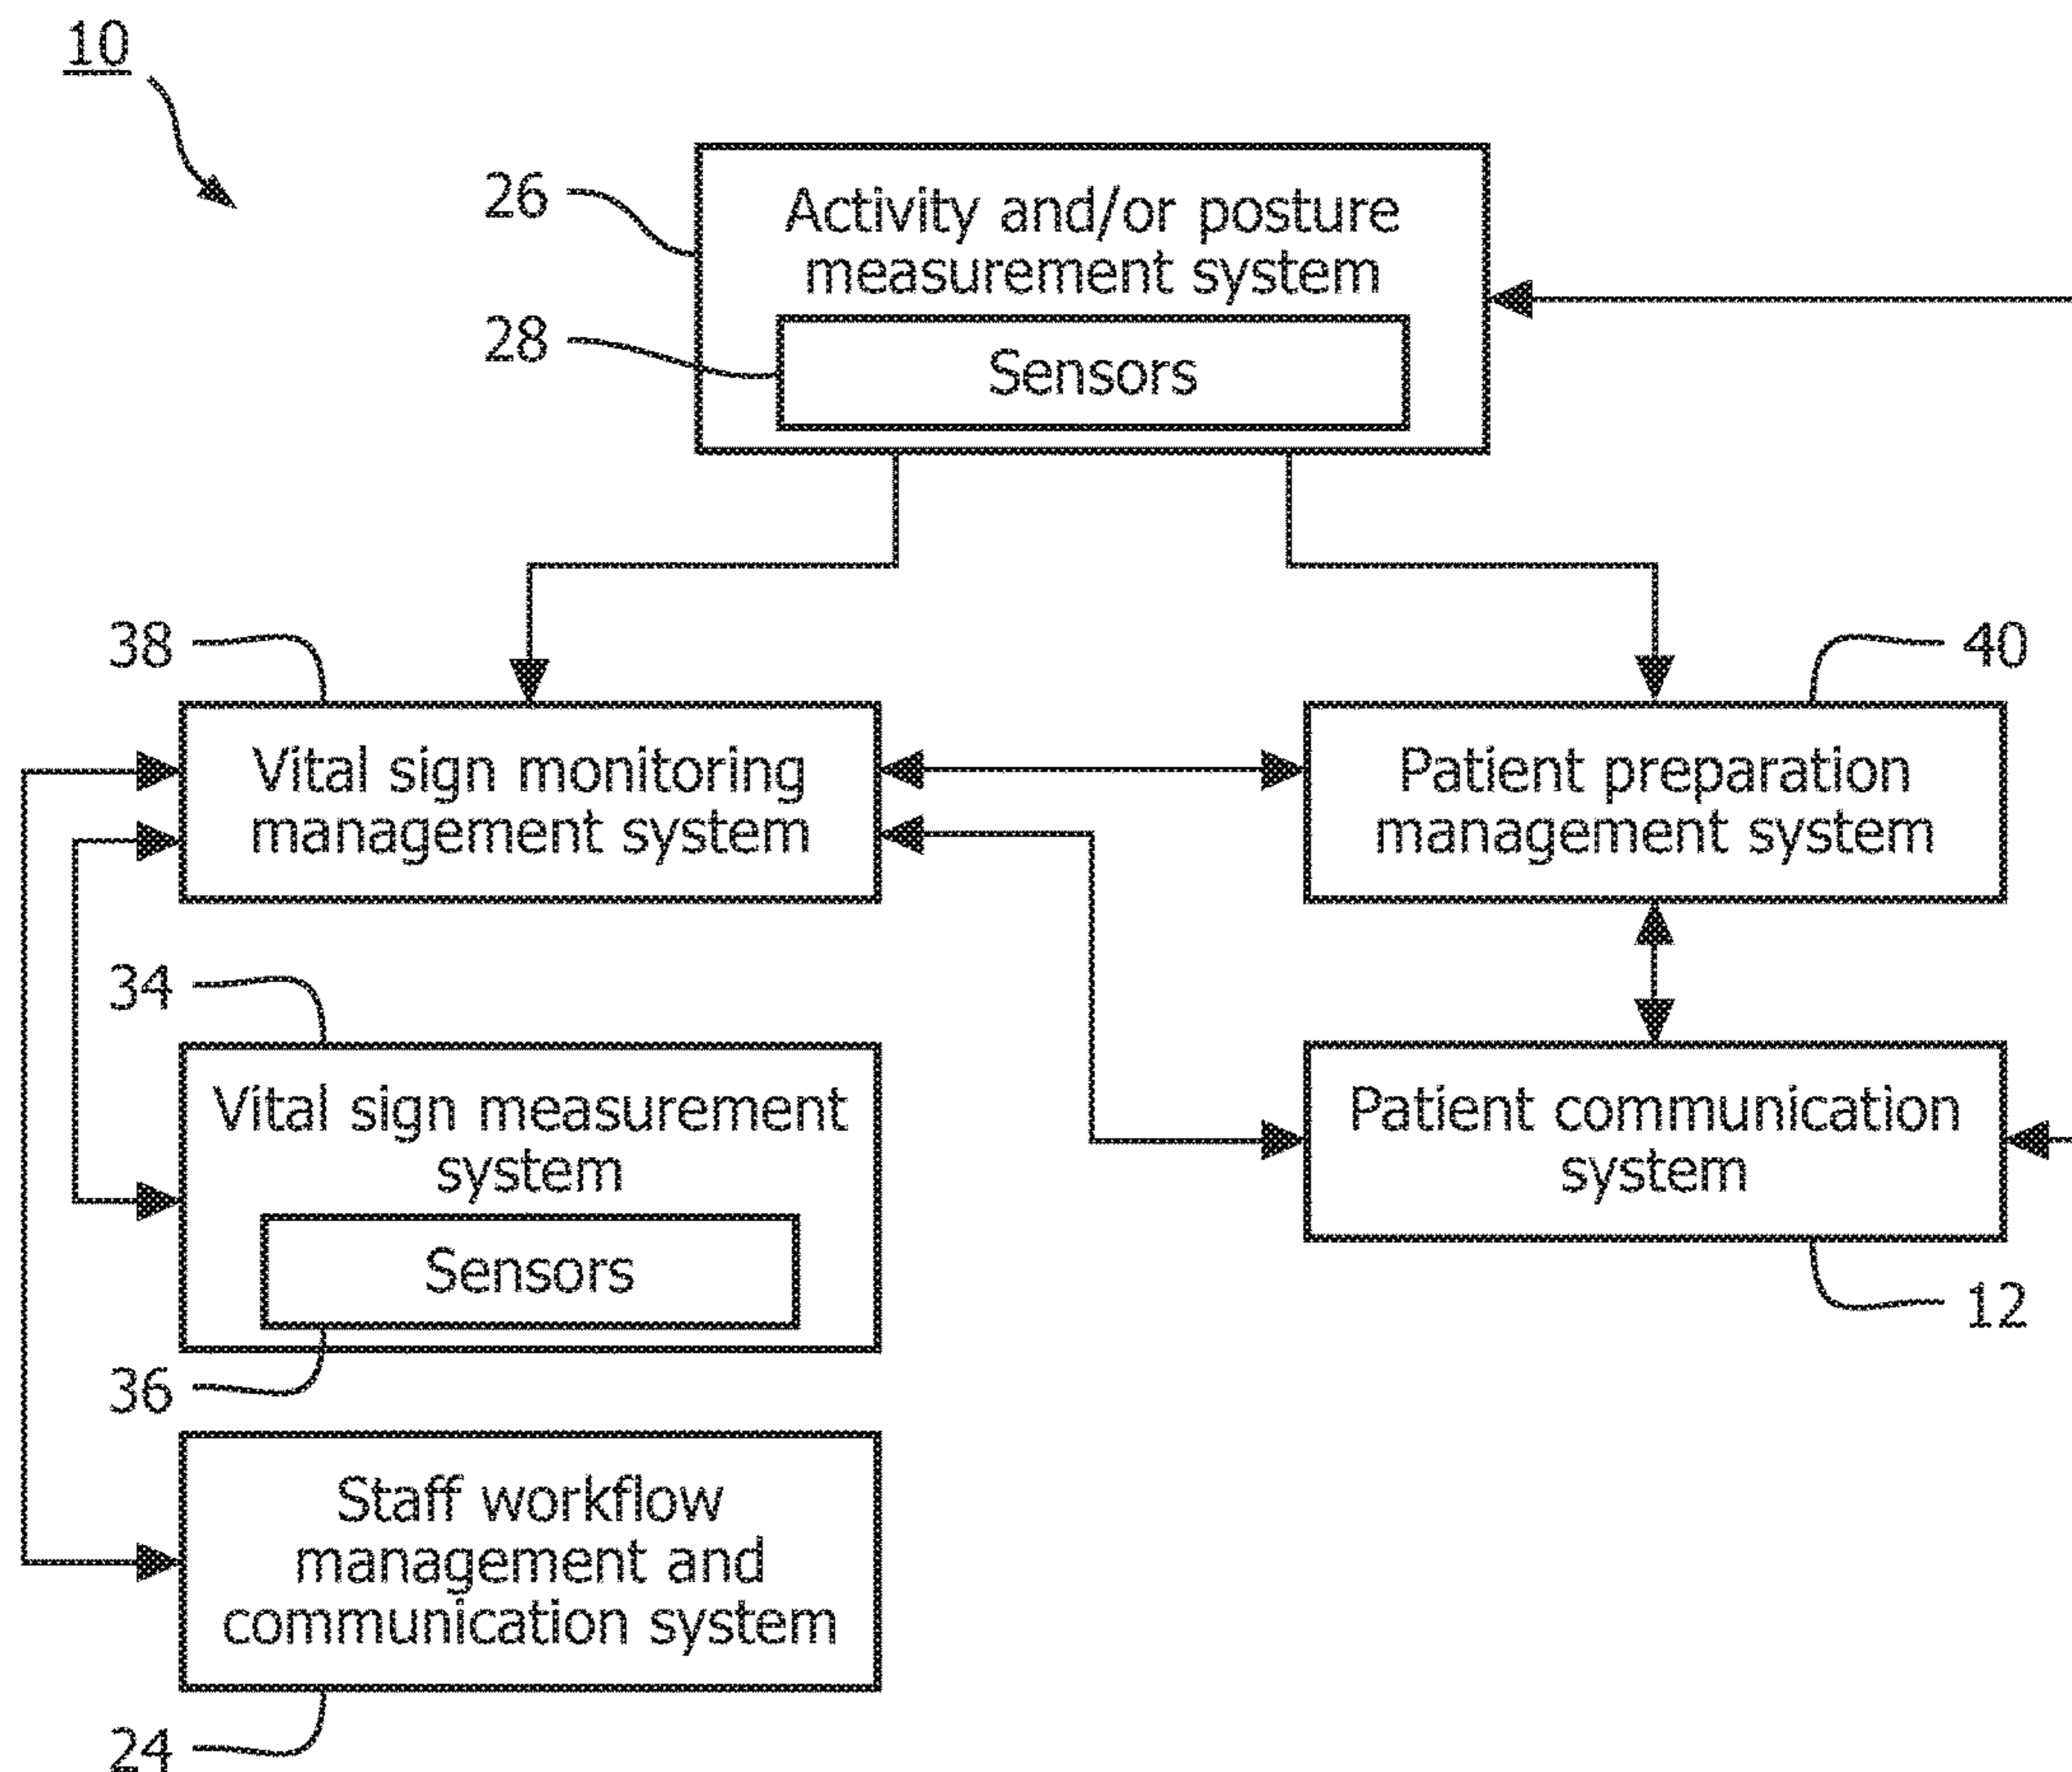 10
26
Activity and/or posture
measurement system
28
Sensors
38
40
Vital sign monitoring
management system
Patient preparation
management system
34
Vital sign measurement
system
Patient communication
system
Sensors
12
36
Staff workflow
management and
communication system
24